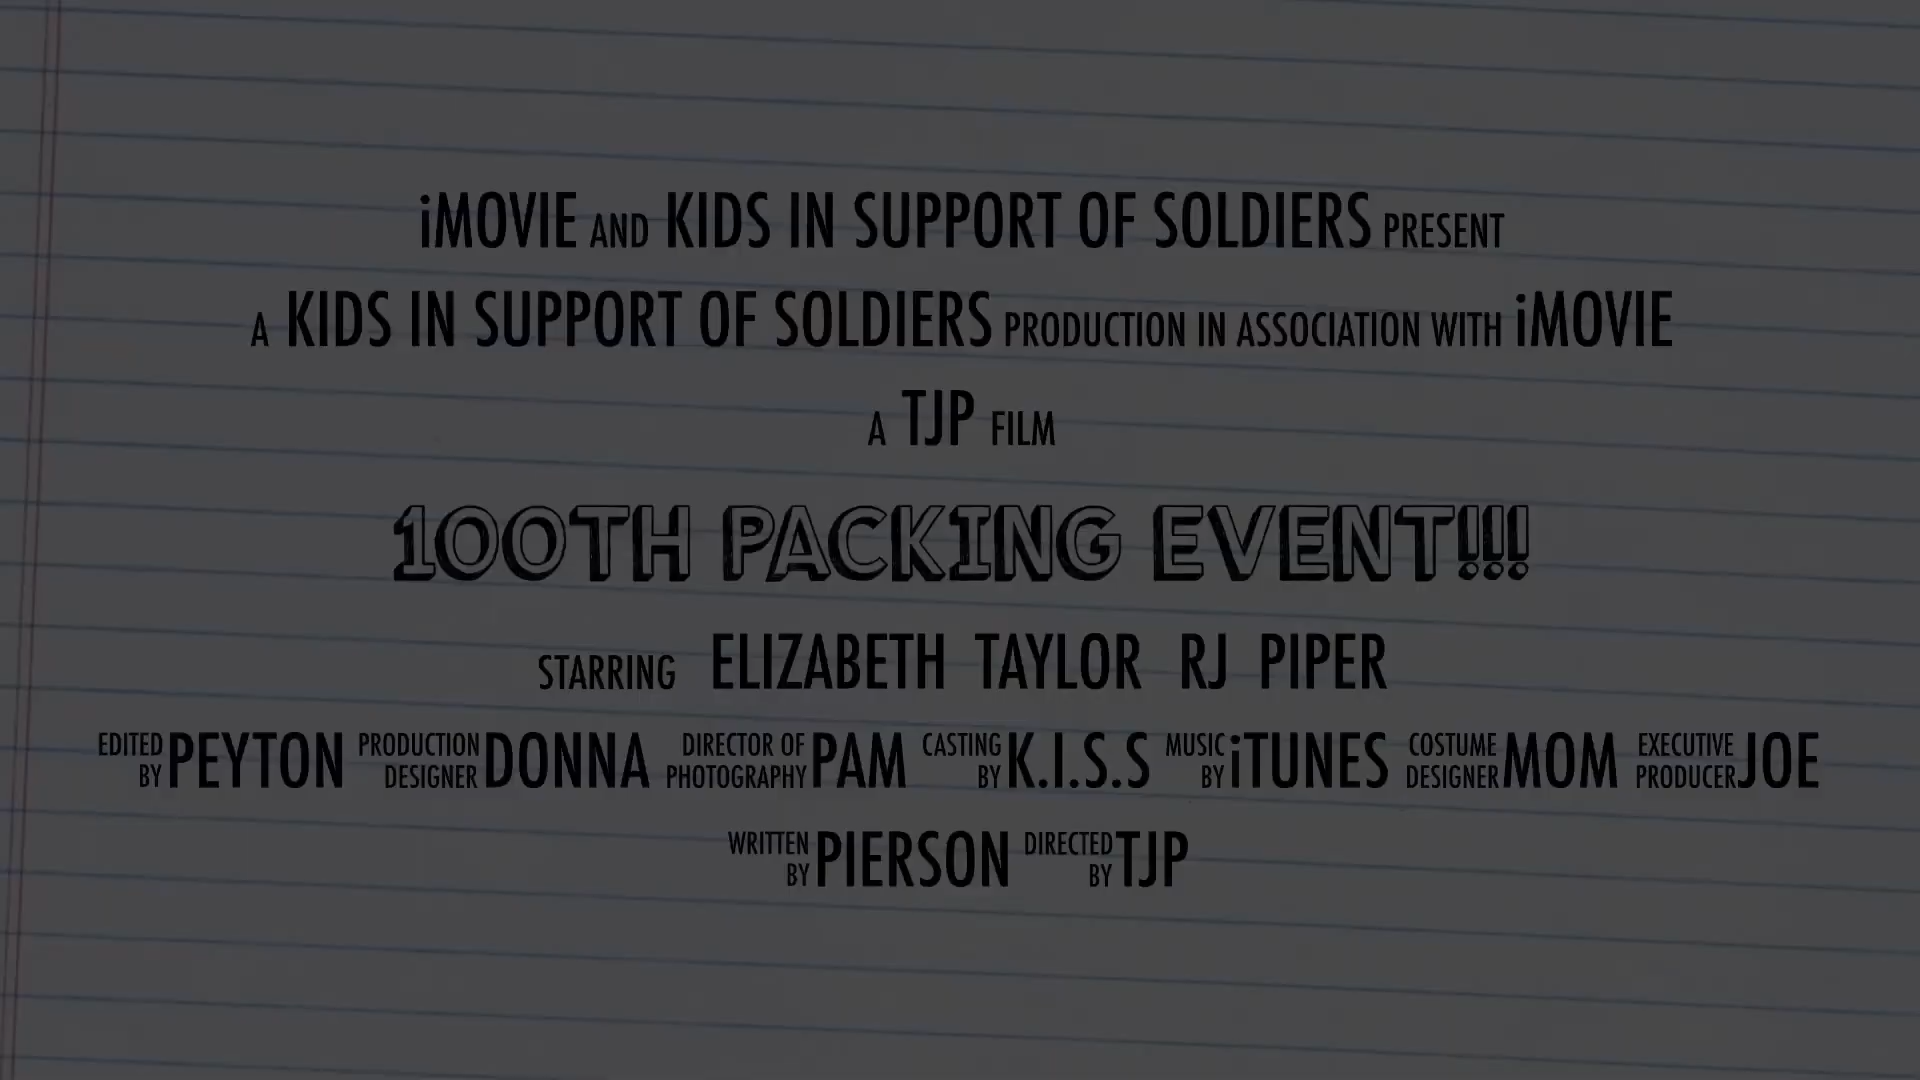 iMOVIE AND KIDS IN SUPPORT OF SOLDIERS PRESENT
A KIDS IN SUPPORT OF SOLDIERS PRODUCTION IN ASSOCIATION WITH iMOVIE
A TJP FILM
100TH PACKING EVENT!!!
STARRING ELIZABETH TAYLOR RJ PIPER
EDITED BY PEYTON PRODUCTION DESIGNER DONNA DIRECTOR OF PHOTOGRAPHY PAM CASTING BY K.I.S.S MUSIC BY iTUNES COSTUME DESIGNER MOM EXECUTIVE PRODUCER JOE
WRITTEN BY PIERSON DIRECTED BY TJP